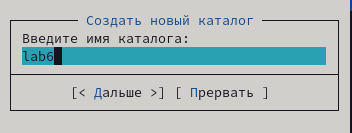 Создать новый каталог
Введите имя каталога:
lab6
[< Дальше >] [ Прервать ]